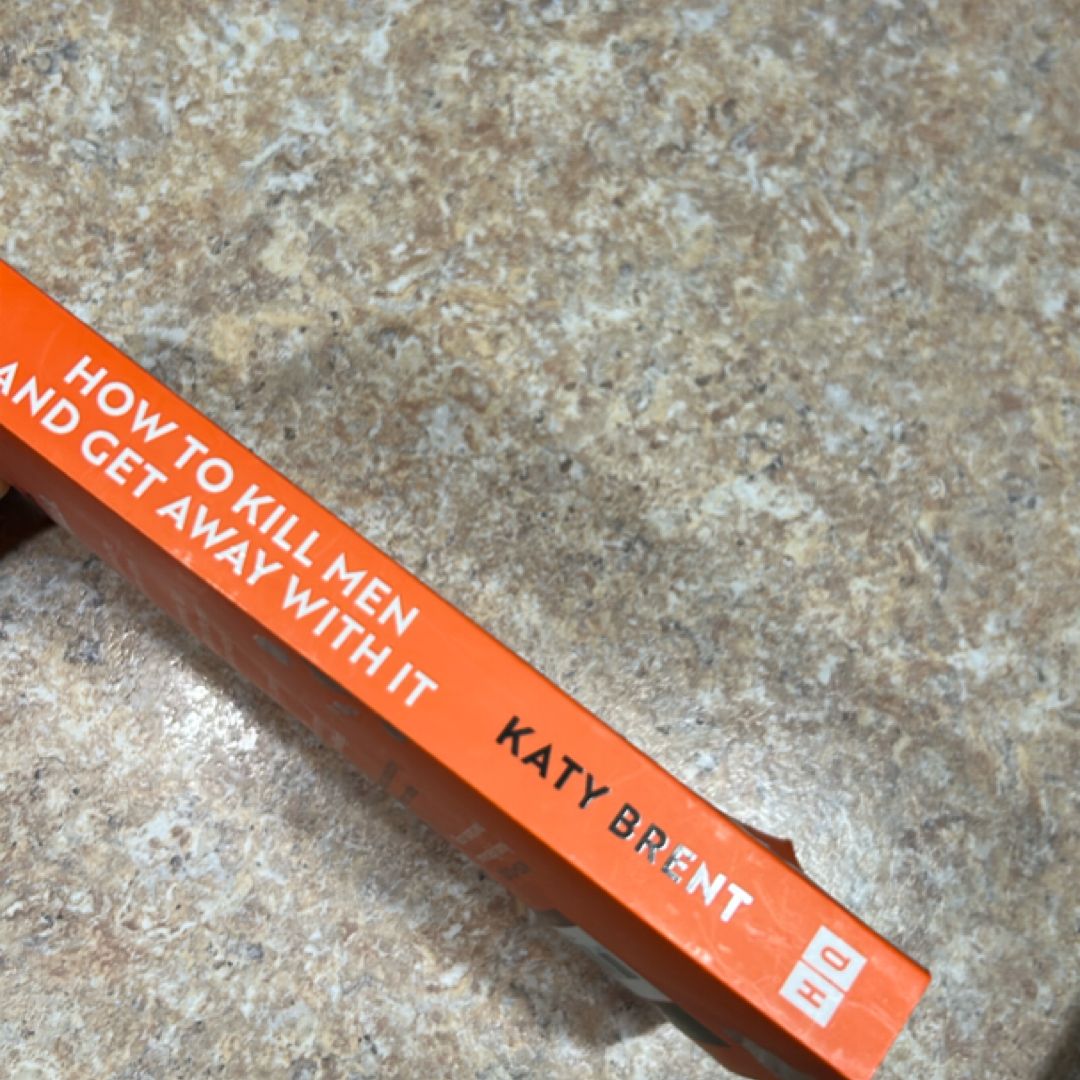 HOW TO KILL MEN
AND GET AWAY WITH IT
KATY BRENT
HQ